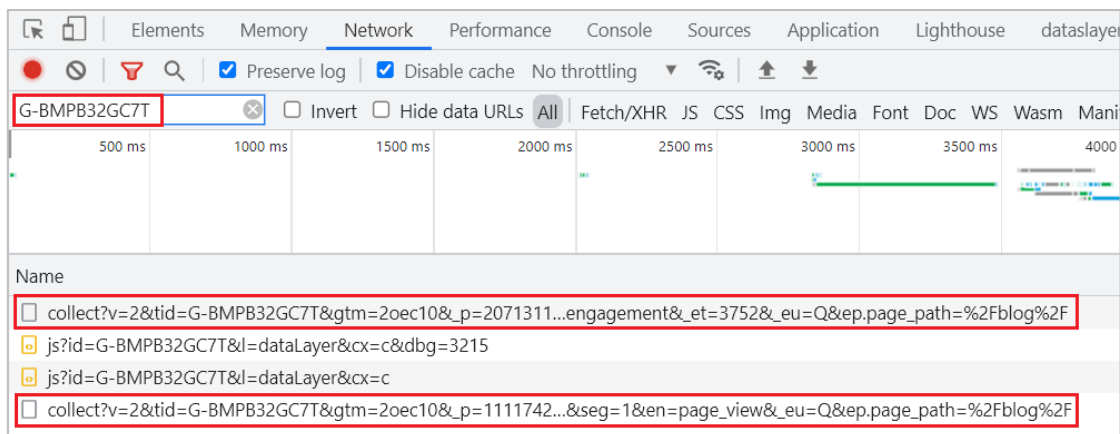 Elements Memory Network Performance Console Sources Application Lighthouse dataslayer
Preserve log Disable cache No throttling
G-BMPB32GC7T Invert Hide data URLs All Fetch/XHR JS CSS Img Media Font Doc WS Wasm Mani
500 ms 1000 ms 1500 ms 2000 ms 2500 ms 3000 ms 3500 ms 4000
Name
collect?v=2&tid=G-BMPB32GC7T&gtm=2oec10&_p=2071311...engagement&_et=3752&_eu=Q&ep.page_path=%2Fblog%2F
js?id=G-BMPB32GC7T&l=dataLayer&cx=c&dbg=3215
js?id=G-BMPB32GC7T&l=dataLayer&cx=c
collect?v=2&tid=G-BMPB32GC7T&gtm=2oec10&_p=1111742...&seg=1&en=page_view&_eu=Q&ep.page_path=%2Fblog%2F